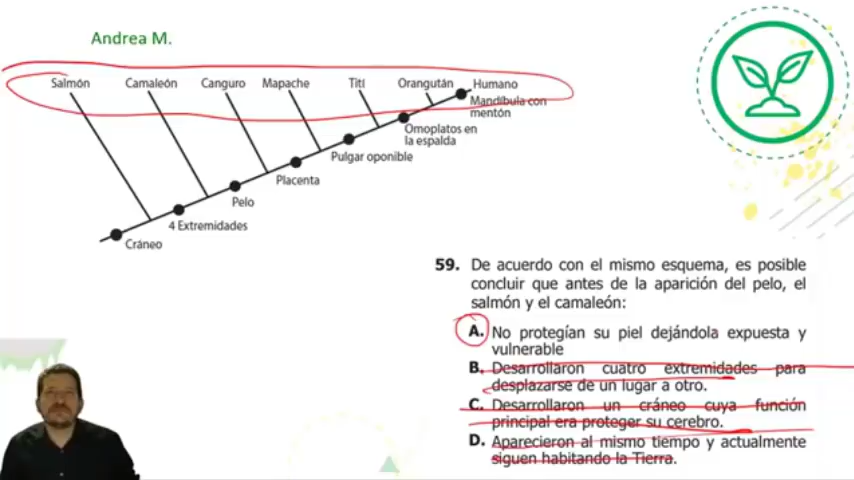 Andrea M.
Salmón Camaleón Canguro Mapache Tití Orangután Humano
Mandíbula con
mentón
Omoplatos en
la espalda
Pulgar oponible
Placenta
Pelo
4 Extremidades
Cráneo
59. De acuerdo con el mismo esquema, es posible
concluir que antes de la aparición del pelo, el
salmón y el camaleón:
A. No protegían su piel dejándola expuesta y
vulnerable
B. Desarrollaron cuatro extremidades para
desplazarse de un lugar a otro.
C. Desarrollaron un cráneo cuya función
principal era proteger su cerebro.
D. Aparecieron al mismo tiempo y actualmente
siguen habitando la Tierra.